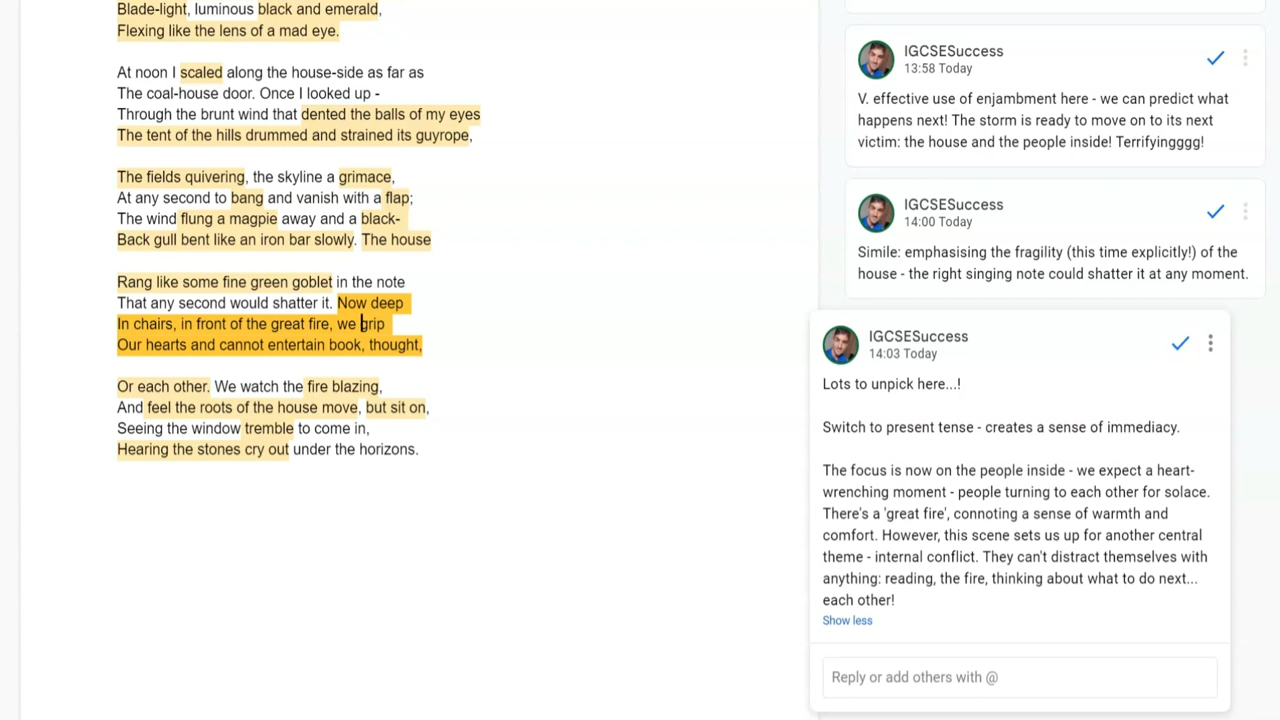 Blade-light, luminous black and emerald,
Flexing like the lens of a mad eye.
At noon I scaled along the house-side as far as
The coal-house door. Once I looked up -
Through the brunt wind that dented the balls of my eyes
The tent of the hills drummed and strained its guyrope,
The fields quivering, the skyline a grimace,
At any second to bang and vanish with a flap;
The wind flung a magpie away and a black-
Back gull bent like an iron bar slowly. The house
Rang like some fine green goblet in the note
That any second would shatter it. Now deep
In chairs, in front of the great fire, we grip
Our hearts and cannot entertain book, thought,
Or each other. We watch the fire blazing,
And feel the roots of the house move, but sit on,
Seeing the window tremble to come in,
Hearing the stones cry out under the horizons.
IGCSESuccess
13:58 Today
V. effective use of enjambment here - we can predict what
happens next! The storm is ready to move on to its next
victim: the house and the people inside! Terrifyingggg!
IGCSESuccess
14:00 Today
Simile: emphasising the fragility (this time explicitly!) of the
house - the right singing note could shatter it at any moment.
IGCSESuccess
14:03 Today
Lots to unpick here...!
Switch to present tense - creates a sense of immediacy.
The focus is now on the people inside - we expect a heart-
wrenching moment - people turning to each other for solace.
There's a 'great fire', connoting a sense of warmth and
comfort. However, this scene sets us up for another central
theme - internal conflict. They can't distract themselves with
anything: reading, the fire, thinking about what to do next...
each other!
Show less
Reply or add others with @